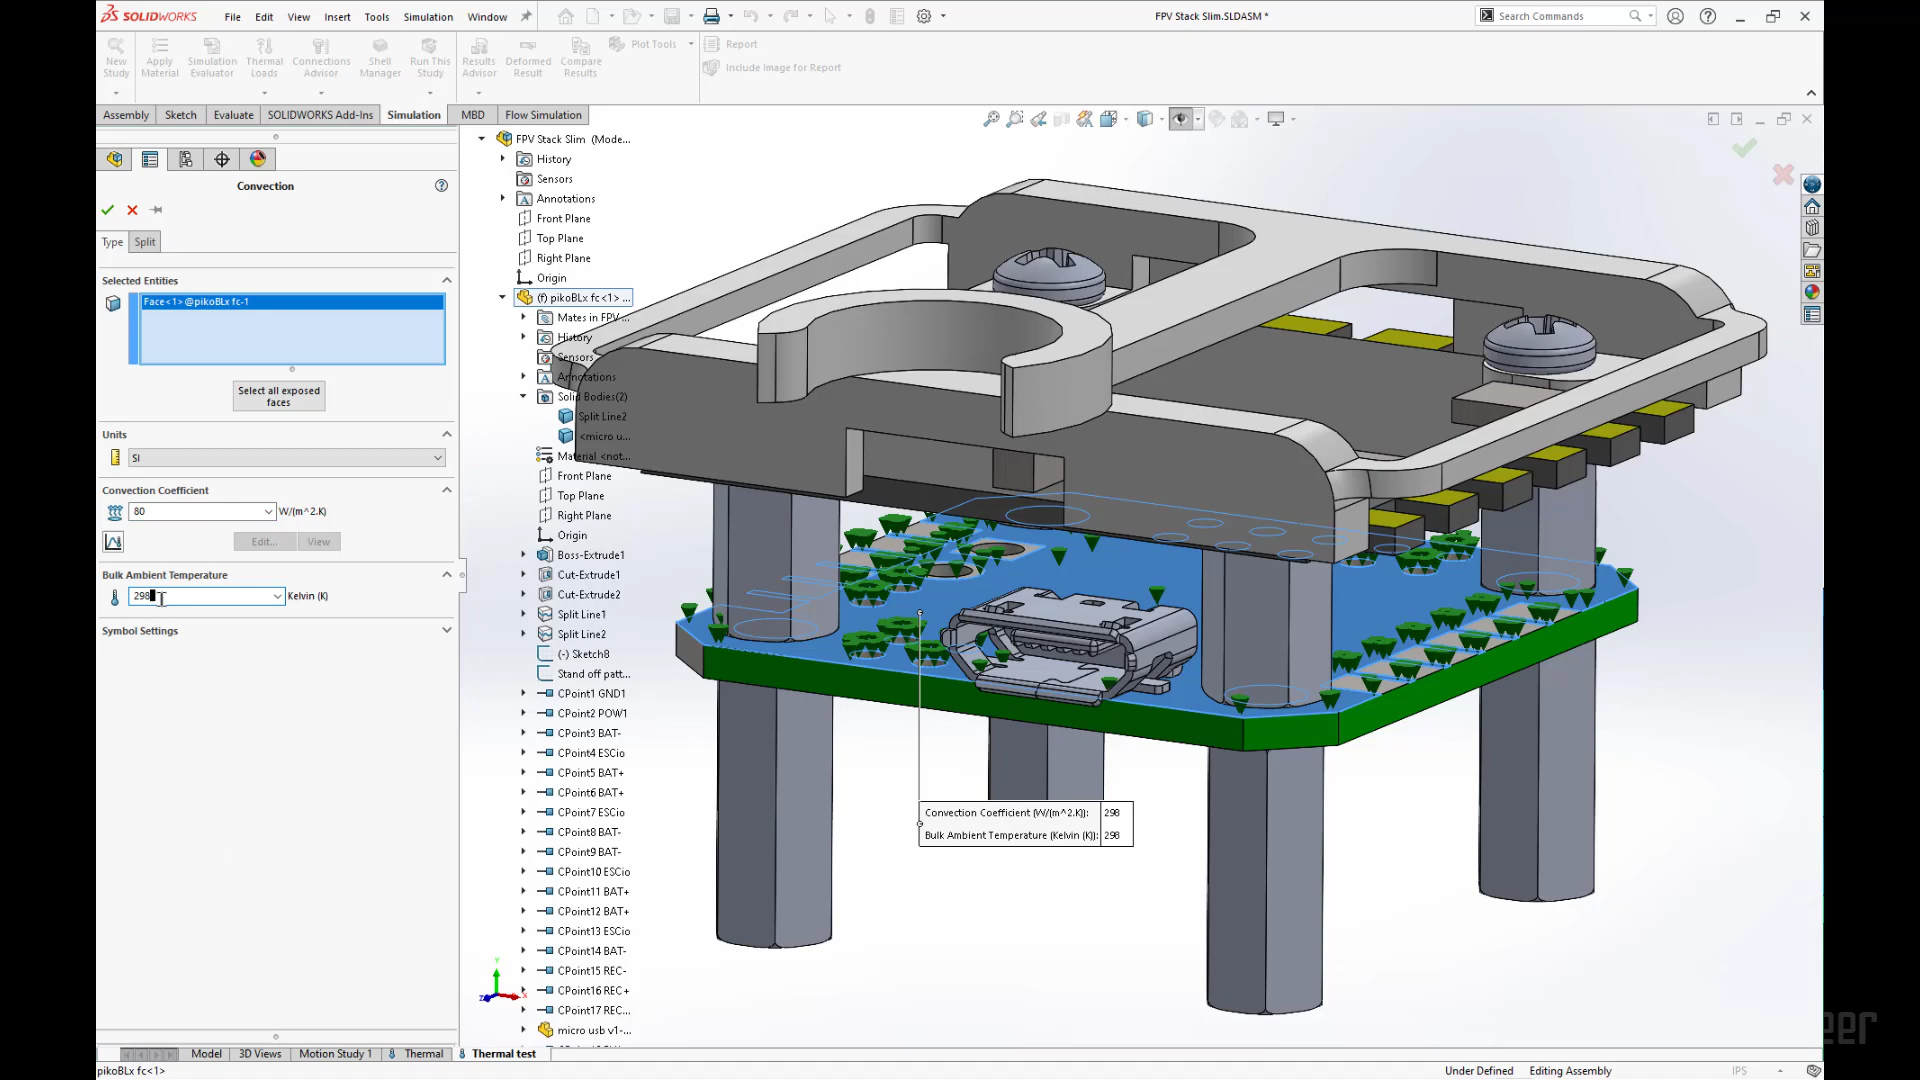 SOLIDWORKS File Edit View Insert Tools Simulation Window FPV Stack Slim.SLDASM * Search Commands
New Study
Apply Material
Simulation Evaluator
Thermal Loads
Connections Advisor
Shell Manager
Run This Study
Results Advisor
Deformed Result
Compare Results
Plot Tools
Report
Include Image for Report
Assembly Sketch Evaluate SOLIDWORKS Add-Ins Simulation MBD Flow Simulation
Convection
Type Split
Selected Entities
Face<1>@pikoBLx fc-1
Select all exposed
faces
Units
SI
Convection Coefficient
80 W/(m^2.K)
Edit... View
Bulk Ambient Temperature
298 Kelvin (K)
Symbol Settings
FPV Stack Slim (Mode...
History
Sensors
Annotations
Front Plane
Top Plane
Right Plane
Origin
(f) pikoBLx fc<1> ...
Mates in FPV ...
History
Sensors
Annotations
Solid Bodies(2)
Split Line2
<micro u...
Material <not...
Front Plane
Top Plane
Right Plane
Origin
Boss-Extrude1
Cut-Extrude1
Cut-Extrude2
Split Line1
Split Line2
(-) Sketch8
Stand off patt...
CPoint1 GND1
CPoint2 POW1
CPoint3 BAT-
CPoint4 ESCio
CPoint5 BAT+
CPoint6 BAT+
CPoint7 ESCio
CPoint8 BAT-
CPoint9 BAT-
CPoint10 ESCio
CPoint11 BAT+
CPoint12 BAT+
CPoint13 ESCio
CPoint14 BAT-
CPoint15 REC-
CPoint16 REC+
CPoint17 REC...
micro usb v1-...
Convection Coefficient (W/(m^2.K)): 298
Bulk Ambient Temperature (Kelvin (K)): 298
Y
Z
X
Model 3D Views Motion Study 1 Thermal Thermal test
pikoBLx fc<1> Under Defined Editing Assembly IPS